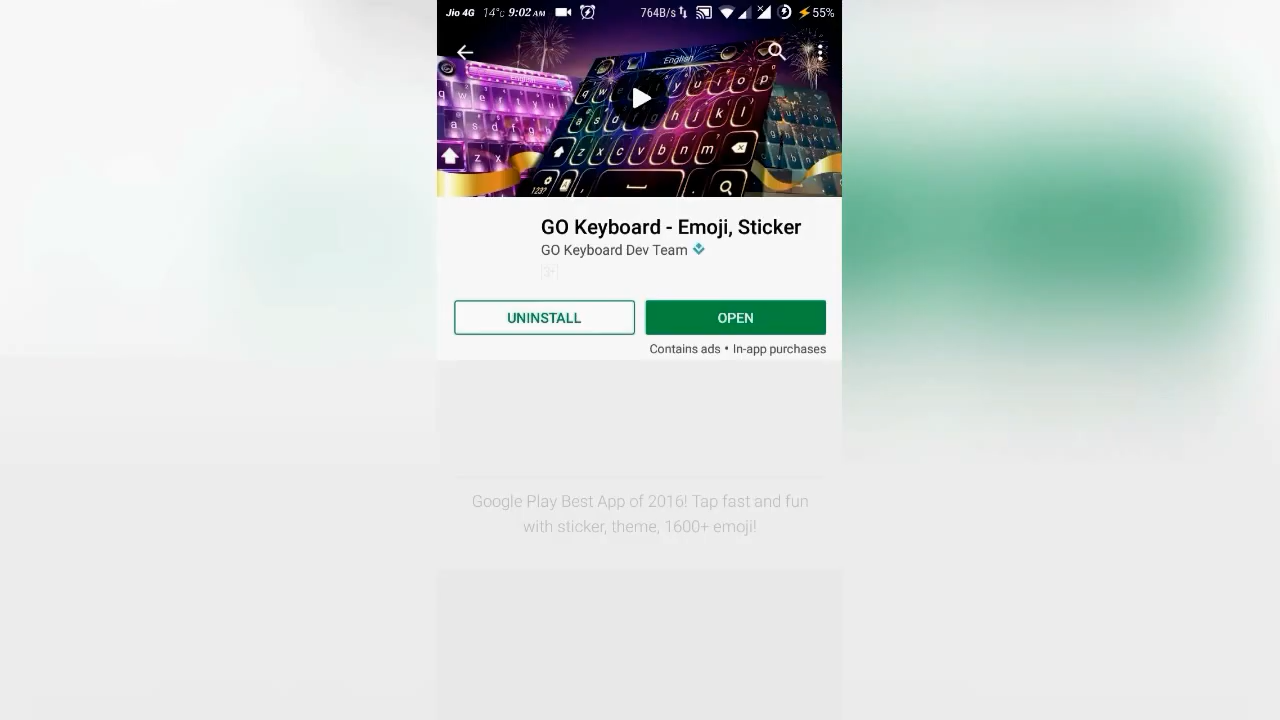 Jio 4G 14°C 9:02 AM 764B/s 55%
English
English
q w e r t y u i o p
a s d f g h j k l
z x c v b n m
GO Keyboard - Emoji, Sticker
GO Keyboard Dev Team
3+
UNINSTALL OPEN
Contains ads • In-app purchases
Google Play Best App of 2016! Tap fast and fun
with sticker, theme, 1600+ emoji!